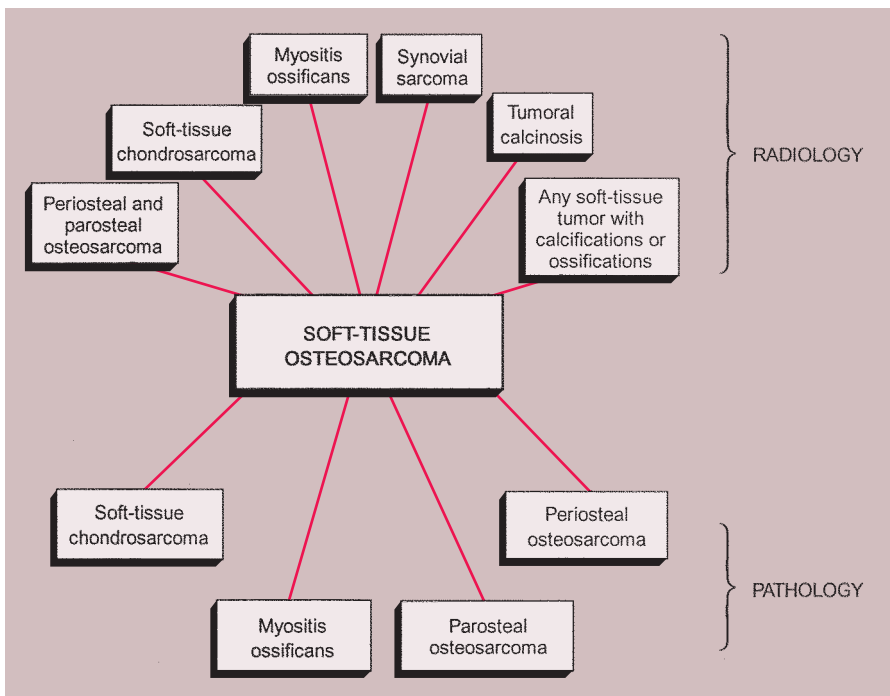 Myositis
ossificans
Synovial
sarcoma
Soft-tissue
chondrosarcoma
Tumoral
calcinosis
RADIOLOGY
Periosteal and
parosteal
osteosarcoma
Any soft-tissue
tumor with
calcifications or
ossifications
SOFT-TISSUE
OSTEOSARCOMA
Soft-tissue
chondrosarcoma
Periosteal
osteosarcoma
PATHOLOGY
Myositis
ossificans
Parosteal
osteosarcoma